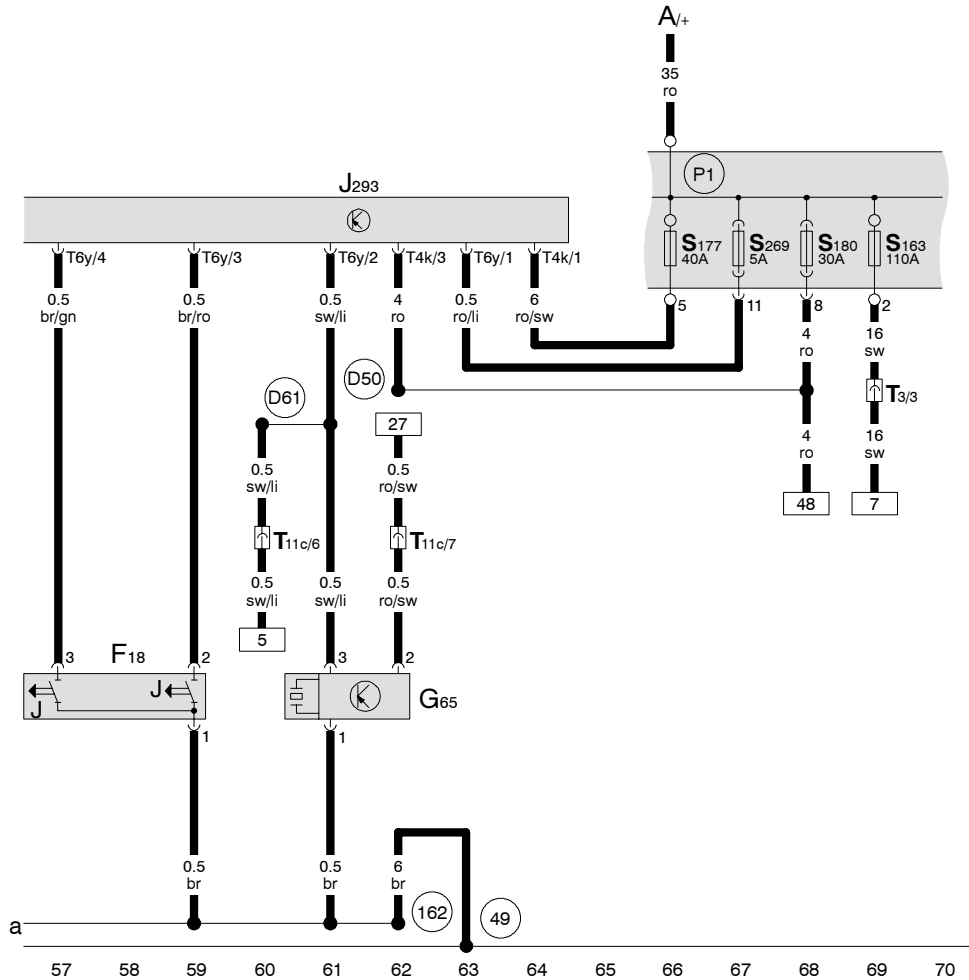 A/+
35
ro
P1
J293
S177
40A
S269
5A
S180
30A
S163
110A
T6y/4
T6y/3
T6y/2
T4k/3
T6y/1
T4k/1
5
11
8
2
0.5
br/gn
0.5
br/ro
0.5
sw/li
4
ro
0.5
ro/li
6
ro/sw
4
ro
16
sw
D50
D61
T3/3
27
4
ro
16
sw
0.5
sw/li
0.5
ro/sw
48
7
T11c/6
T11c/7
0.5
sw/li
0.5
sw/li
0.5
ro/sw
5
3
F18
2
3
2
J
J
G65
1
1
0.5
br
0.5
br
6
br
162
49
a
57 58 59 60 61 62 63 64 65 66 67 68 69 70